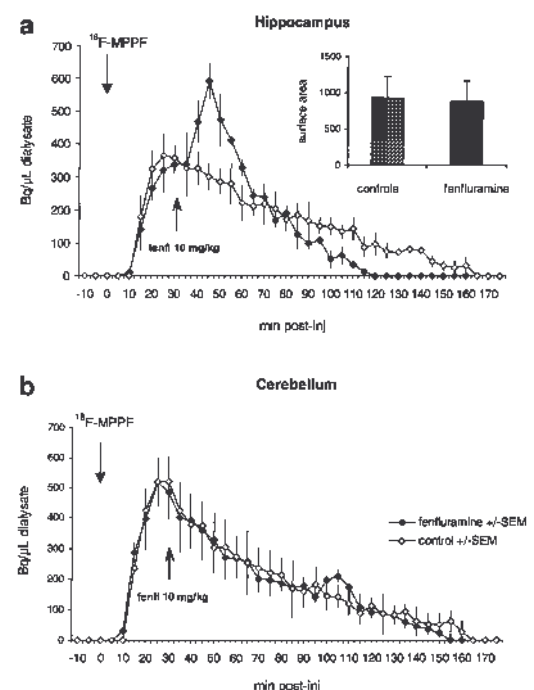 a
Hippocampus
18F-MPPF
700
600
500
400
300
200
100
0
Bq/µL dialysate
fenfl 10 mg/kg
-10 0 10 20 30 40 50 60 70 80 90 100 110 120 130 140 150 160 170
min post-inj
1500
1000
500
0
surface area
controls fenfluramine
b
Cerebellum
18F-MPPF
700
600
500
400
300
200
100
0
Bq/µL dialysate
fenfl 10 mg/kg
fenfluramine +/-SEM
control +/-SEM
-10 0 10 20 30 40 50 60 70 80 90 100 110 120 130 140 150 160 170
min post-inj